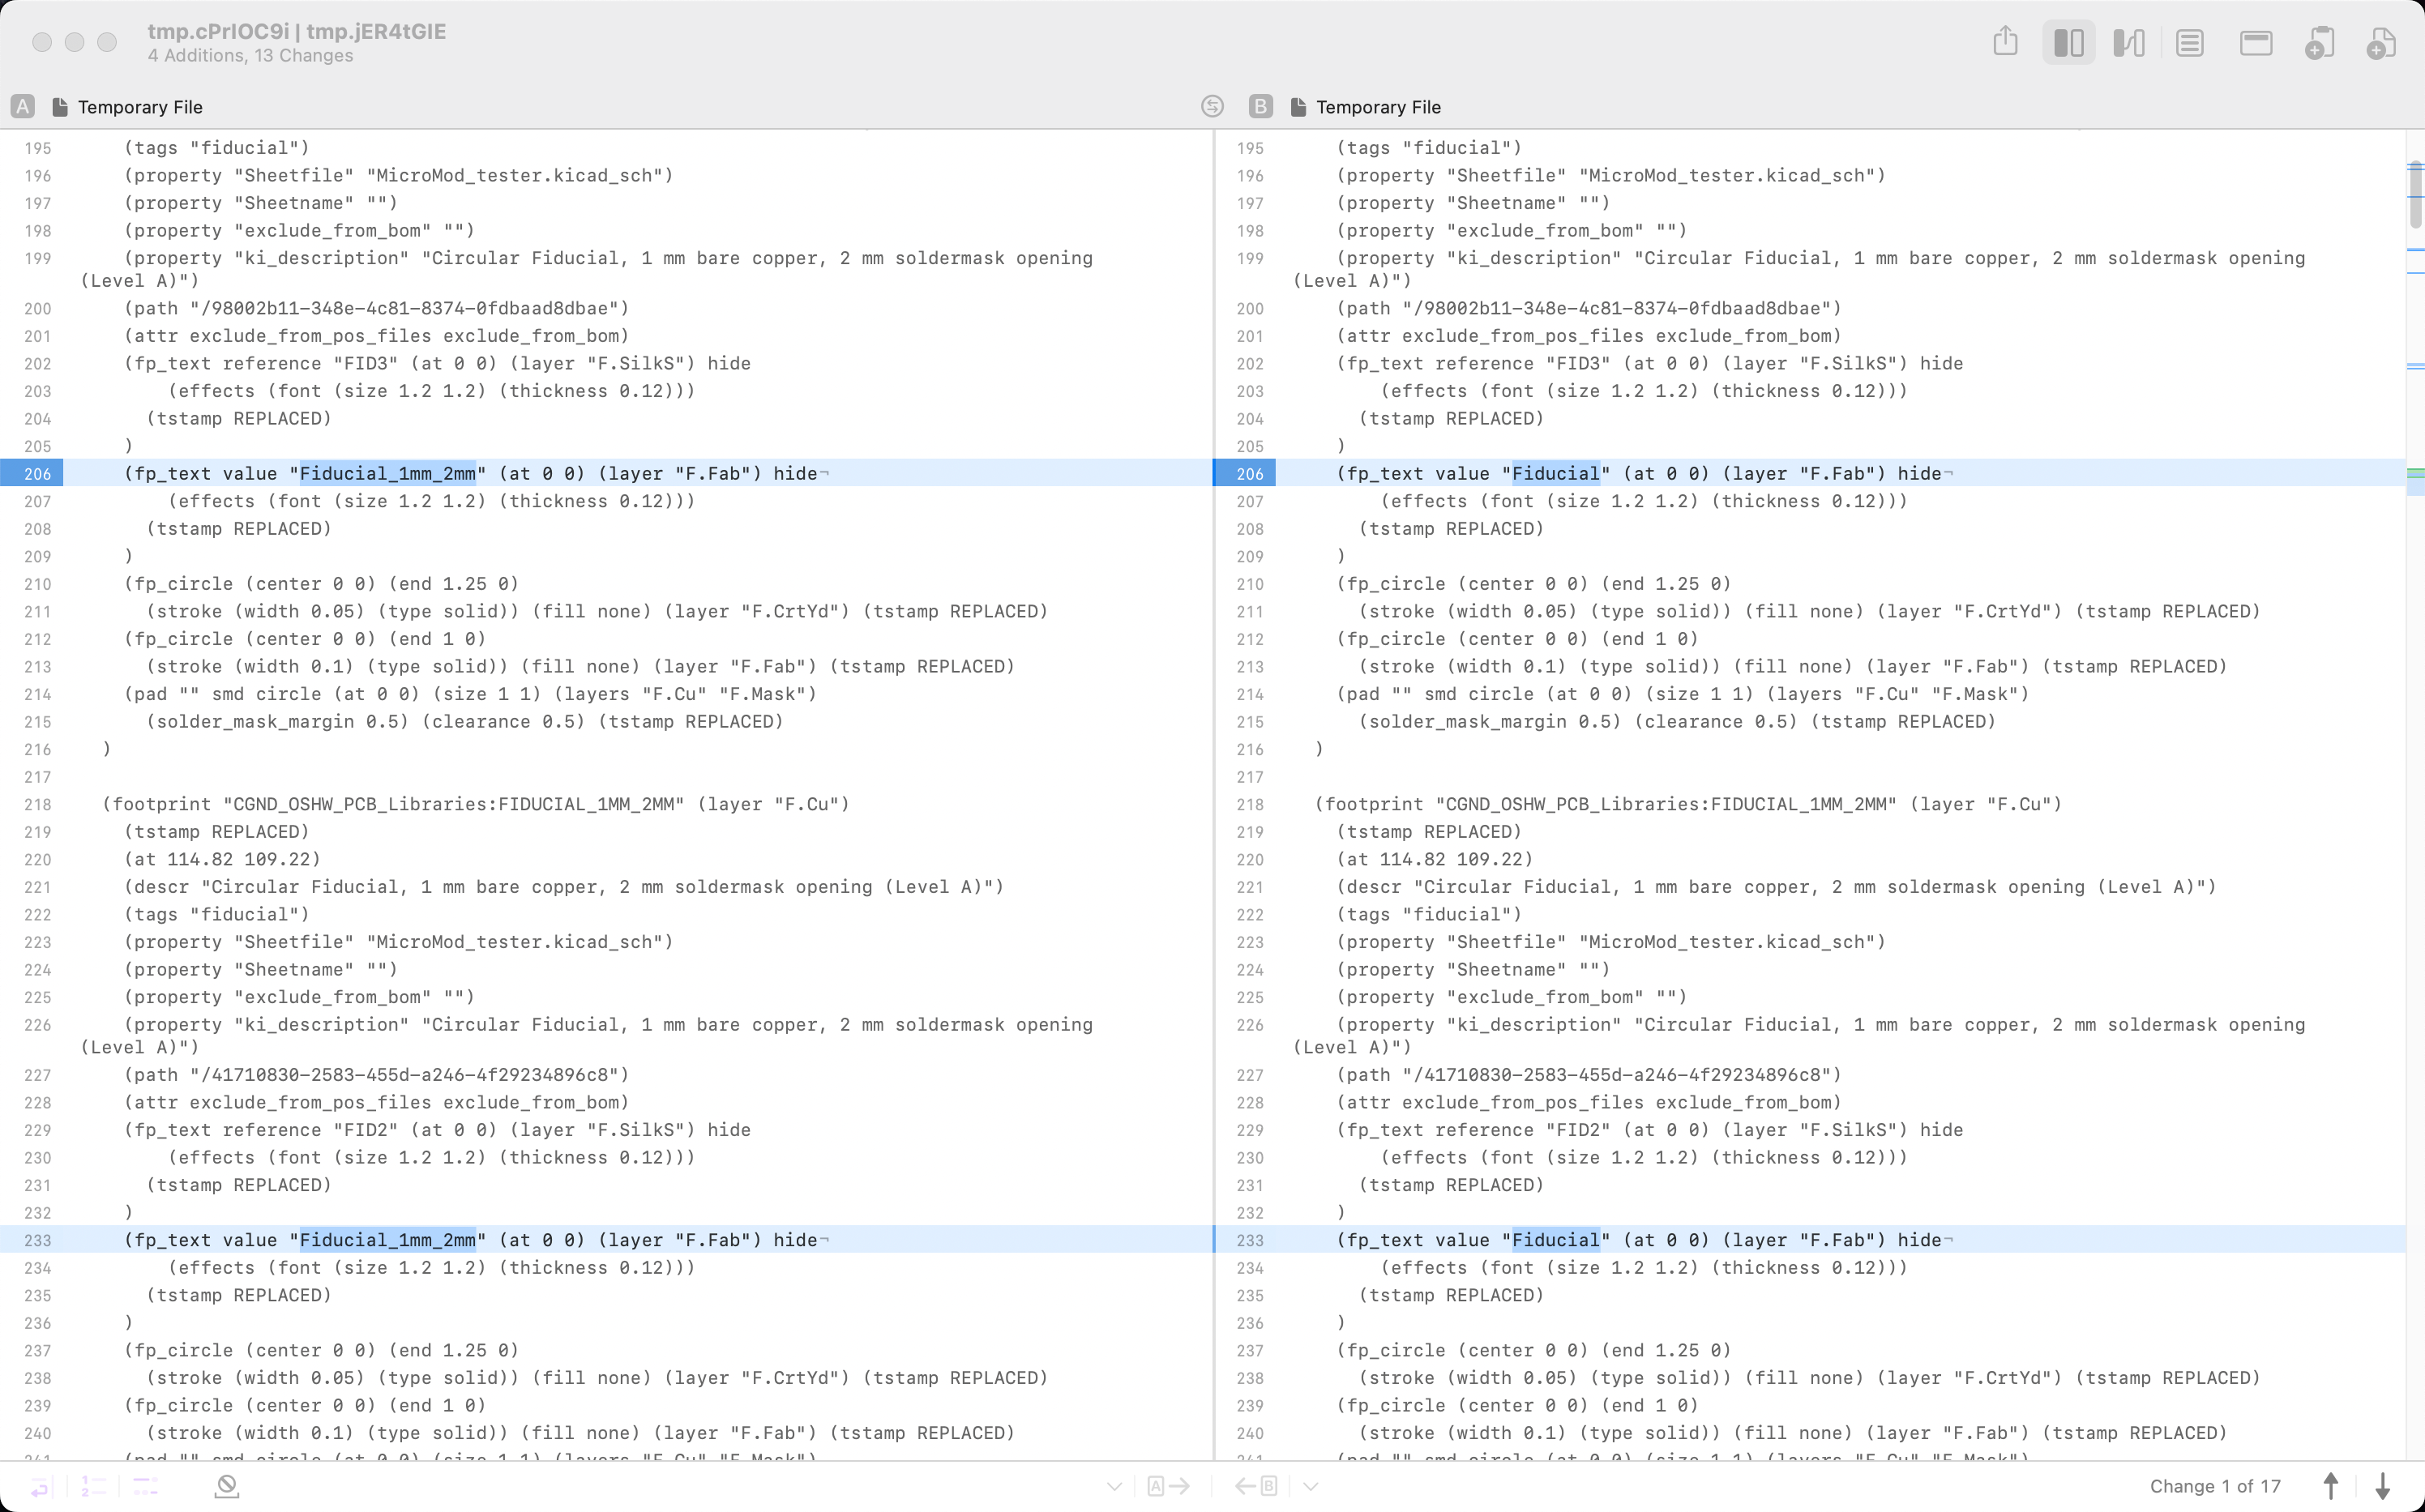 tmp.cPrIOC9i | tmp.jER4tGIE
4 Additions, 13 Changes
A Temporary File
B Temporary File
195 (tags "fiducial")
196 (property "Sheetfile" "MicroMod_tester.kicad_sch")
197 (property "Sheetname" "")
198 (property "exclude_from_bom" "")
199 (property "ki_description" "Circular Fiducial, 1 mm bare copper, 2 mm soldermask opening
(Level A)")
200 (path "/98002b11-348e-4c81-8374-0fdbaad8dbae")
201 (attr exclude_from_pos_files exclude_from_bom)
202 (fp_text reference "FID3" (at 0 0) (layer "F.SilkS") hide
203 (effects (font (size 1.2 1.2) (thickness 0.12)))
204 (tstamp REPLACED)
205 )
206 (fp_text value "Fiducial_1mm_2mm" (at 0 0) (layer "F.Fab") hide¬
207 (effects (font (size 1.2 1.2) (thickness 0.12)))
208 (tstamp REPLACED)
209 )
210 (fp_circle (center 0 0) (end 1.25 0)
211 (stroke (width 0.05) (type solid)) (fill none) (layer "F.CrtYd") (tstamp REPLACED)
212 (fp_circle (center 0 0) (end 1 0)
213 (stroke (width 0.1) (type solid)) (fill none) (layer "F.Fab") (tstamp REPLACED)
214 (pad "" smd circle (at 0 0) (size 1 1) (layers "F.Cu" "F.Mask")
215 (solder_mask_margin 0.5) (clearance 0.5) (tstamp REPLACED)
216 )
217
218 (footprint "CGND_OSHW_PCB_Libraries:FIDUCIAL_1MM_2MM" (layer "F.Cu")
219 (tstamp REPLACED)
220 (at 114.82 109.22)
221 (descr "Circular Fiducial, 1 mm bare copper, 2 mm soldermask opening (Level A)")
222 (tags "fiducial")
223 (property "Sheetfile" "MicroMod_tester.kicad_sch")
224 (property "Sheetname" "")
225 (property "exclude_from_bom" "")
226 (property "ki_description" "Circular Fiducial, 1 mm bare copper, 2 mm soldermask opening
(Level A)")
227 (path "/41710830-2583-455d-a246-4f29234896c8")
228 (attr exclude_from_pos_files exclude_from_bom)
229 (fp_text reference "FID2" (at 0 0) (layer "F.SilkS") hide
230 (effects (font (size 1.2 1.2) (thickness 0.12)))
231 (tstamp REPLACED)
232 )
233 (fp_text value "Fiducial_1mm_2mm" (at 0 0) (layer "F.Fab") hide¬
234 (effects (font (size 1.2 1.2) (thickness 0.12)))
235 (tstamp REPLACED)
236 )
237 (fp_circle (center 0 0) (end 1.25 0)
238 (stroke (width 0.05) (type solid)) (fill none) (layer "F.CrtYd") (tstamp REPLACED)
239 (fp_circle (center 0 0) (end 1 0)
240 (stroke (width 0.1) (type solid)) (fill none) (layer "F.Fab") (tstamp REPLACED)
241 (pad "" smd circle (at 0 0) (size 1 1) (layers "F.Cu" "F.Mask")
195 (tags "fiducial")
196 (property "Sheetfile" "MicroMod_tester.kicad_sch")
197 (property "Sheetname" "")
198 (property "exclude_from_bom" "")
199 (property "ki_description" "Circular Fiducial, 1 mm bare copper, 2 mm soldermask opening
(Level A)")
200 (path "/98002b11-348e-4c81-8374-0fdbaad8dbae")
201 (attr exclude_from_pos_files exclude_from_bom)
202 (fp_text reference "FID3" (at 0 0) (layer "F.SilkS") hide
203 (effects (font (size 1.2 1.2) (thickness 0.12)))
204 (tstamp REPLACED)
205 )
206 (fp_text value "Fiducial" (at 0 0) (layer "F.Fab") hide¬
207 (effects (font (size 1.2 1.2) (thickness 0.12)))
208 (tstamp REPLACED)
209 )
210 (fp_circle (center 0 0) (end 1.25 0)
211 (stroke (width 0.05) (type solid)) (fill none) (layer "F.CrtYd") (tstamp REPLACED)
212 (fp_circle (center 0 0) (end 1 0)
213 (stroke (width 0.1) (type solid)) (fill none) (layer "F.Fab") (tstamp REPLACED)
214 (pad "" smd circle (at 0 0) (size 1 1) (layers "F.Cu" "F.Mask")
215 (solder_mask_margin 0.5) (clearance 0.5) (tstamp REPLACED)
216 )
217
218 (footprint "CGND_OSHW_PCB_Libraries:FIDUCIAL_1MM_2MM" (layer "F.Cu")
219 (tstamp REPLACED)
220 (at 114.82 109.22)
221 (descr "Circular Fiducial, 1 mm bare copper, 2 mm soldermask opening (Level A)")
222 (tags "fiducial")
223 (property "Sheetfile" "MicroMod_tester.kicad_sch")
224 (property "Sheetname" "")
225 (property "exclude_from_bom" "")
226 (property "ki_description" "Circular Fiducial, 1 mm bare copper, 2 mm soldermask opening
(Level A)")
227 (path "/41710830-2583-455d-a246-4f29234896c8")
228 (attr exclude_from_pos_files exclude_from_bom)
229 (fp_text reference "FID2" (at 0 0) (layer "F.SilkS") hide
230 (effects (font (size 1.2 1.2) (thickness 0.12)))
231 (tstamp REPLACED)
232 )
233 (fp_text value "Fiducial" (at 0 0) (layer "F.Fab") hide¬
234 (effects (font (size 1.2 1.2) (thickness 0.12)))
235 (tstamp REPLACED)
236 )
237 (fp_circle (center 0 0) (end 1.25 0)
238 (stroke (width 0.05) (type solid)) (fill none) (layer "F.CrtYd") (tstamp REPLACED)
239 (fp_circle (center 0 0) (end 1 0)
240 (stroke (width 0.1) (type solid)) (fill none) (layer "F.Fab") (tstamp REPLACED)
241 (pad "" smd circle (at 0 0) (size 1 1) (layers "F.Cu" "F.Mask")
A B
Change 1 of 17